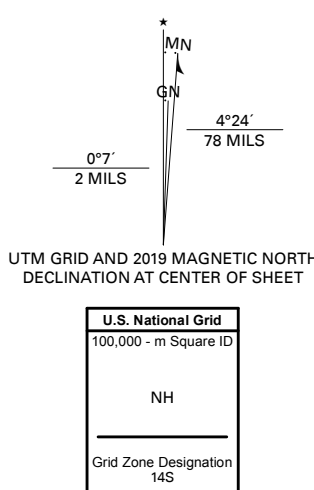 ★
MN
GN
4°24´
78 MILS
0°7´
2 MILS
UTM GRID AND 2019 MAGNETIC NORTH
DECLINATION AT CENTER OF SHEET
U.S. National Grid
100,000 - m Square ID
NH
Grid Zone Designation
14S